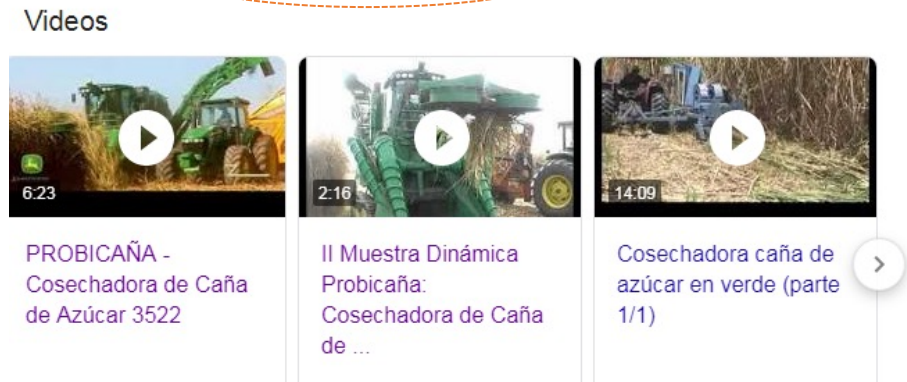 Videos
6:23
2:16
14:09
PROBICAÑA -
Cosechadora de Caña
de Azúcar 3522
II Muestra Dinámica
Probicaña:
Cosechadora de Caña
de ...
Cosechadora caña de
azúcar en verde (parte
1/1)